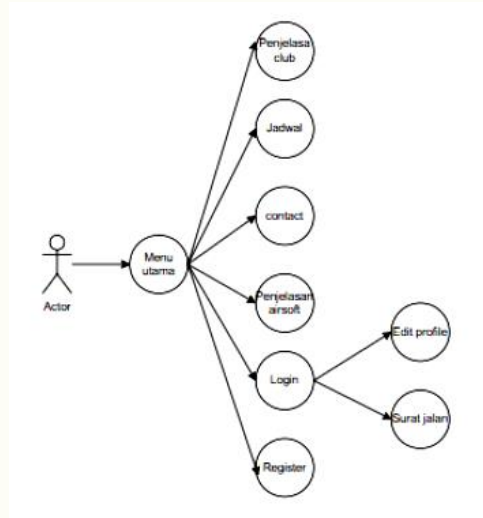 Penjelasa
club
Jadwal
contact
Menu
utama
Actor
Penjelasan
airsoft
Login
Edit profile
Surat jalan
Register